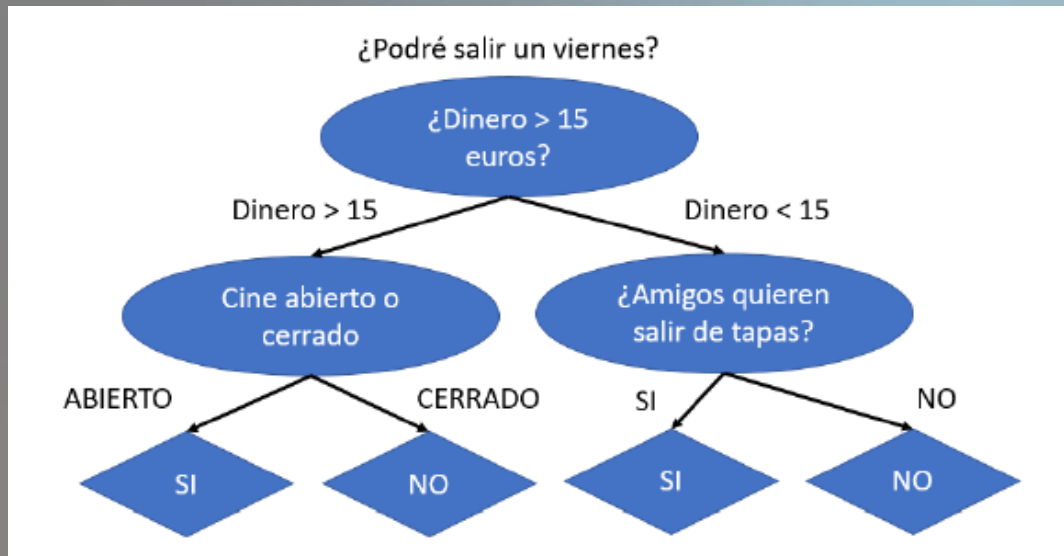 ¿Podré salir un viernes?
¿Dinero > 15
euros?
Dinero > 15
Dinero < 15
Cine abierto o
cerrado
¿Amigos quieren
salir de tapas?
ABIERTO
CERRADO
SI
NO
SI
NO
SI
NO